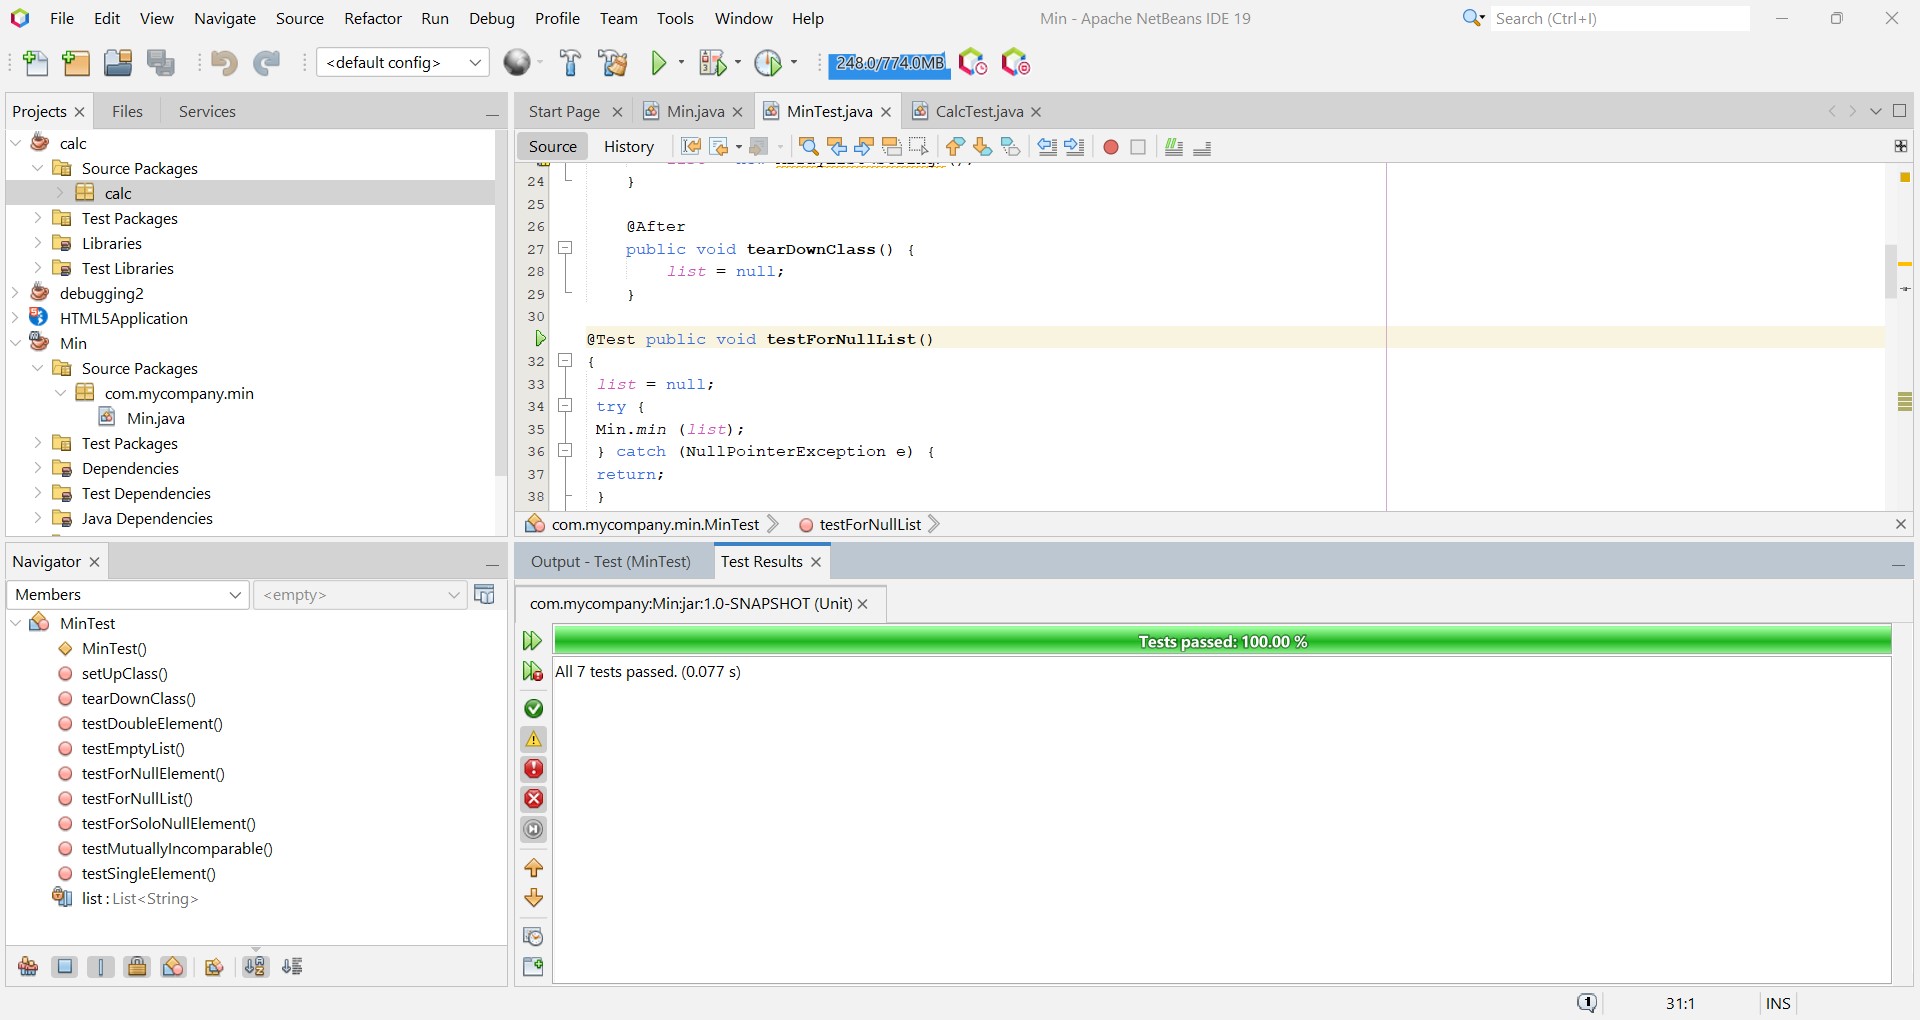 File Edit View Navigate Source Refactor Run Debug Profile Team Tools Window Help
Min - Apache NetBeans IDE 19
Search (Ctrl+I)
<default config>
248.0/774.0MB
Projects Files Services
calc
Source Packages
calc
Test Packages
Libraries
Test Libraries
debugging2
HTML5Application
Min
Source Packages
com.mycompany.min
Min.java
Test Packages
Dependencies
Test Dependencies
Java Dependencies
Start Page Min.java MinTest.java CalcTest.java
Source History
24 }
25
26 @After
27 public void tearDownClass() {
28 list = null;
29 }
30
@Test public void testForNullList()
32 {
33 list = null;
34 try {
35 Min.min (list);
36 } catch (NullPointerException e) {
37 return;
38 }
com.mycompany.min.MinTest testForNullList
Navigator
Members <empty>
MinTest
MinTest()
setUpClass()
tearDownClass()
testDoubleElement()
testEmptyList()
testForNullElement()
testForNullList()
testForSoloNullElement()
testMutuallyIncomparable()
testSingleElement()
list : List<String>
Output - Test (MinTest) Test Results
com.mycompany:Min:jar:1.0-SNAPSHOT (Unit)
Tests passed: 100.00 %
All 7 tests passed. (0.077 s)
1 31:1 INS